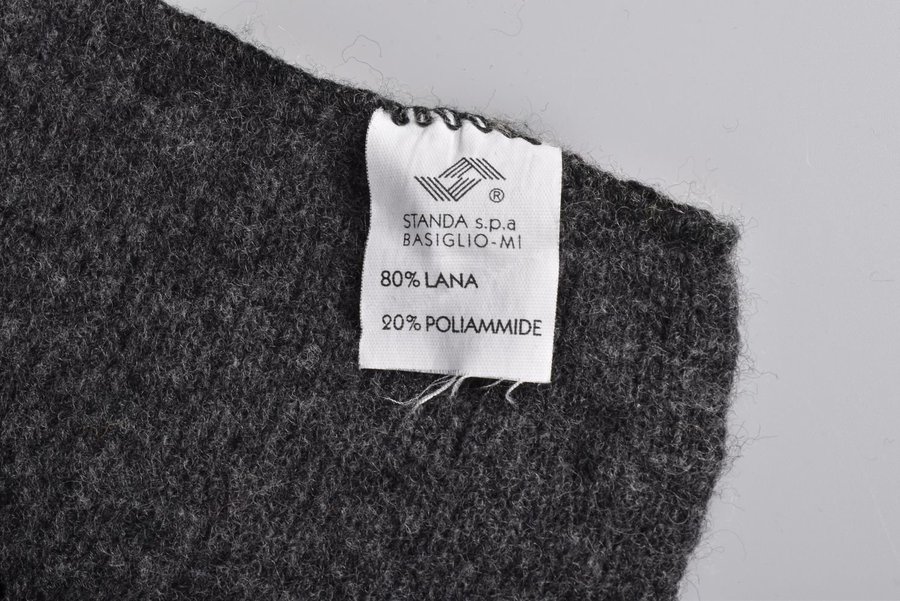 ®
STANDA s.p.a
BASIGLIO-MI
80% LANA
20% POLIAMMIDE